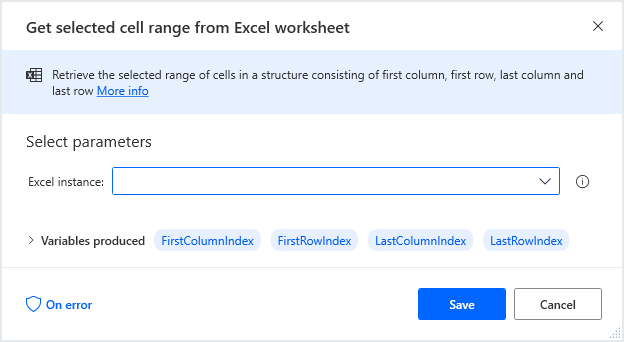 Get selected cell range from Excel worksheet
Retrieve the selected range of cells in a structure consisting of first column, first row, last column and
last row More info
Select parameters
Excel instance:
Variables produced FirstColumnIndex FirstRowIndex LastColumnIndex LastRowIndex
On error Save Cancel